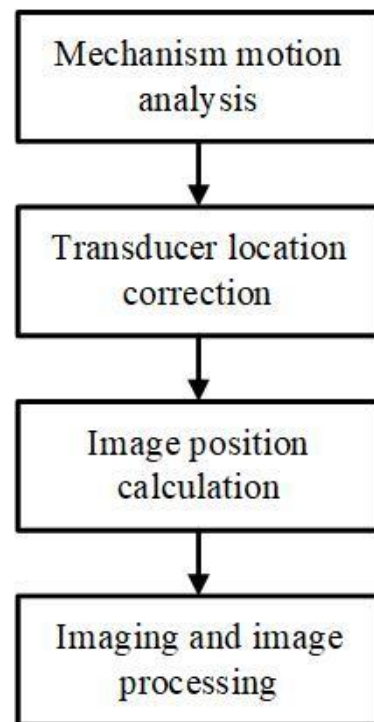 Mechanism motion
analysis
Transducer location
correction
Image position
calculation
Imaging and image
processing